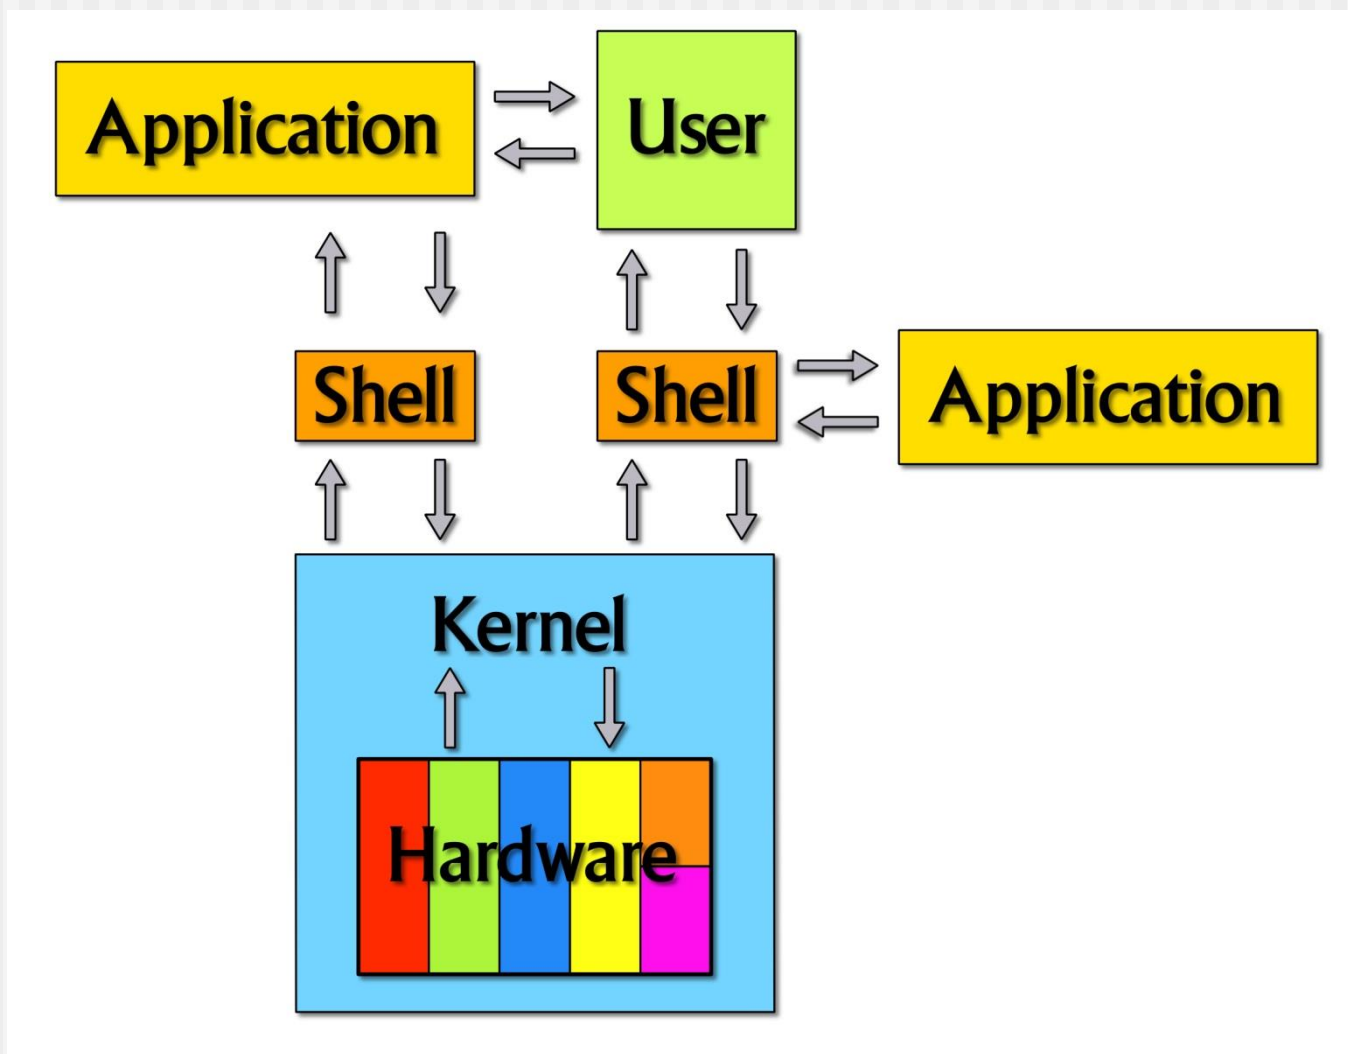 Application
User
Shell
Shell
Application
Kernel
Hardware